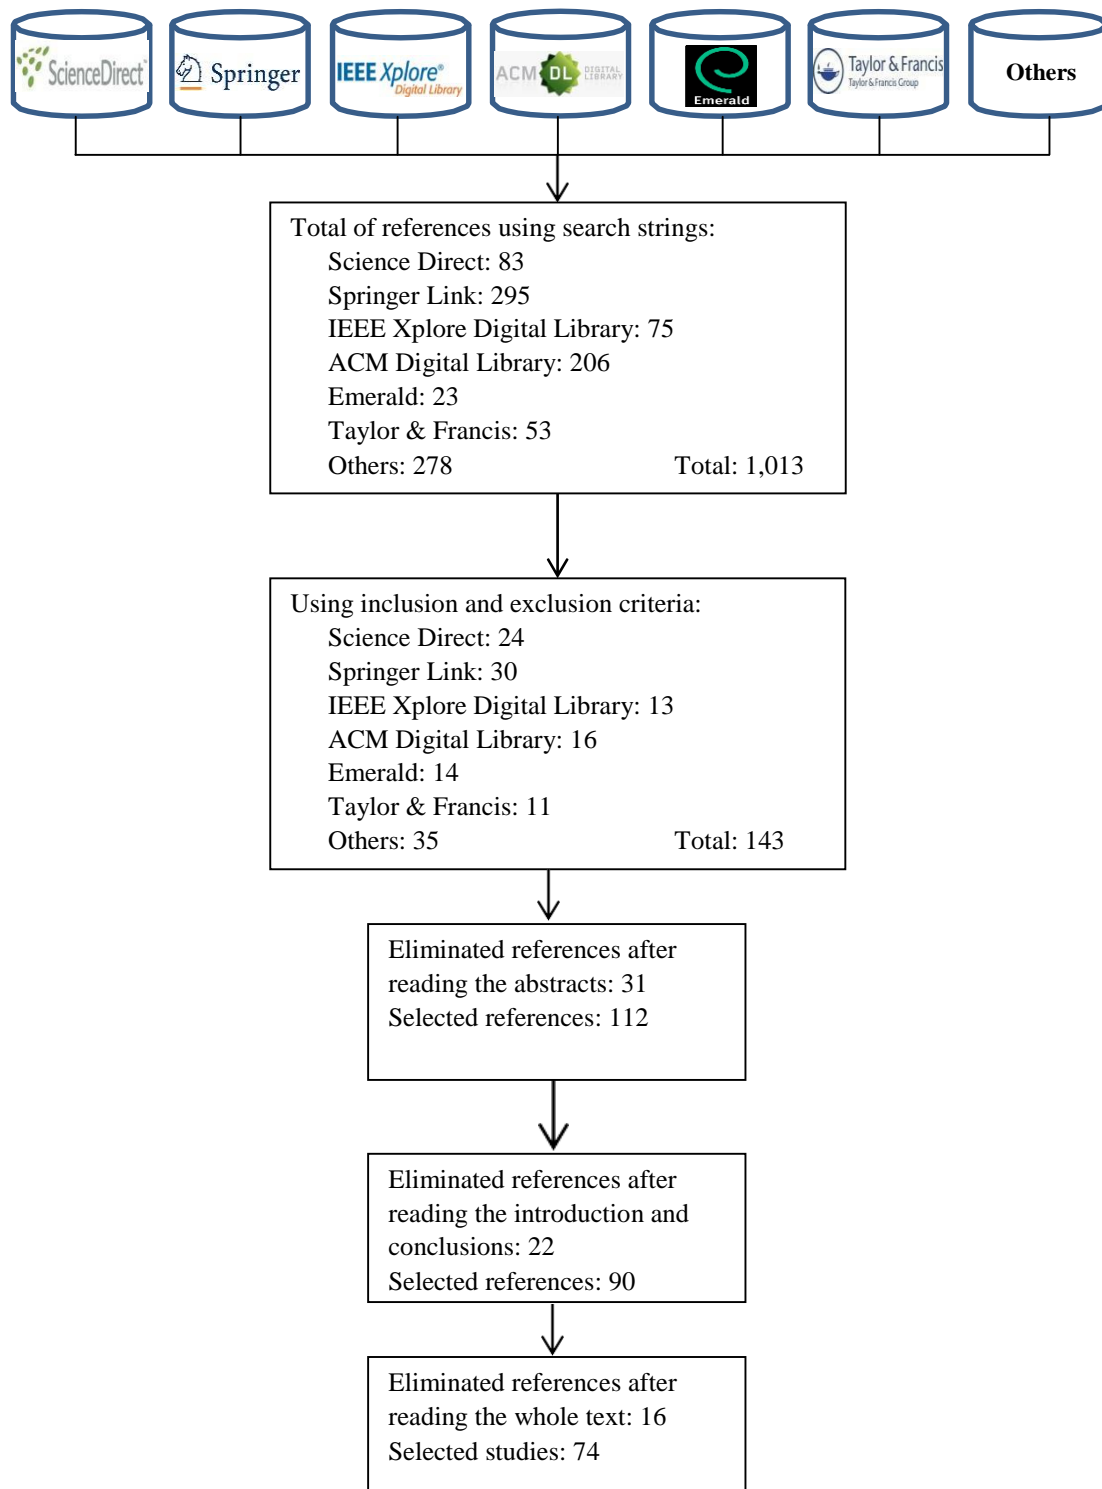 ScienceDirect
Springer
IEEE Xplore®
Digital Library
ACM DL DIGITAL
LIBRARY
Emerald
Taylor & Francis
Taylor & Francis Group
Others
Total of references using search strings:
Science Direct: 83
Springer Link: 295
IEEE Xplore Digital Library: 75
ACM Digital Library: 206
Emerald: 23
Taylor & Francis: 53
Others: 278 Total: 1,013
Using inclusion and exclusion criteria:
Science Direct: 24
Springer Link: 30
IEEE Xplore Digital Library: 13
ACM Digital Library: 16
Emerald: 14
Taylor & Francis: 11
Others: 35 Total: 143
Eliminated references after
reading the abstracts: 31
Selected references: 112
Eliminated references after
reading the introduction and
conclusions: 22
Selected references: 90
Eliminated references after
reading the whole text: 16
Selected studies: 74